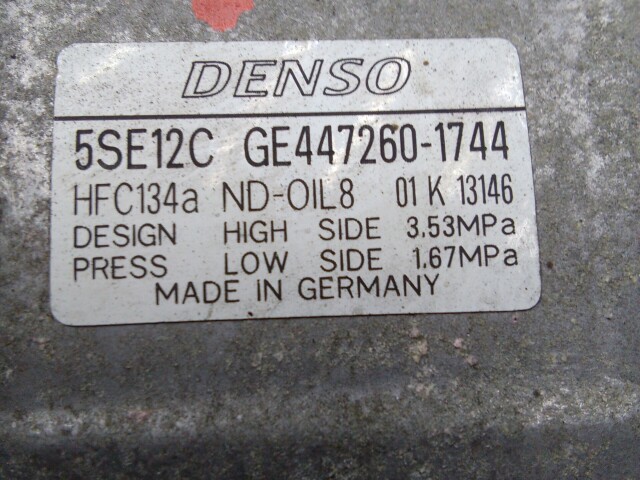 DENSO
5SE12C GE447260-1744
HFC134a ND-OIL8 01 K 13146
DESIGN HIGH SIDE 3.53MPa
PRESS LOW SIDE 1.67MPa
MADE IN GERMANY